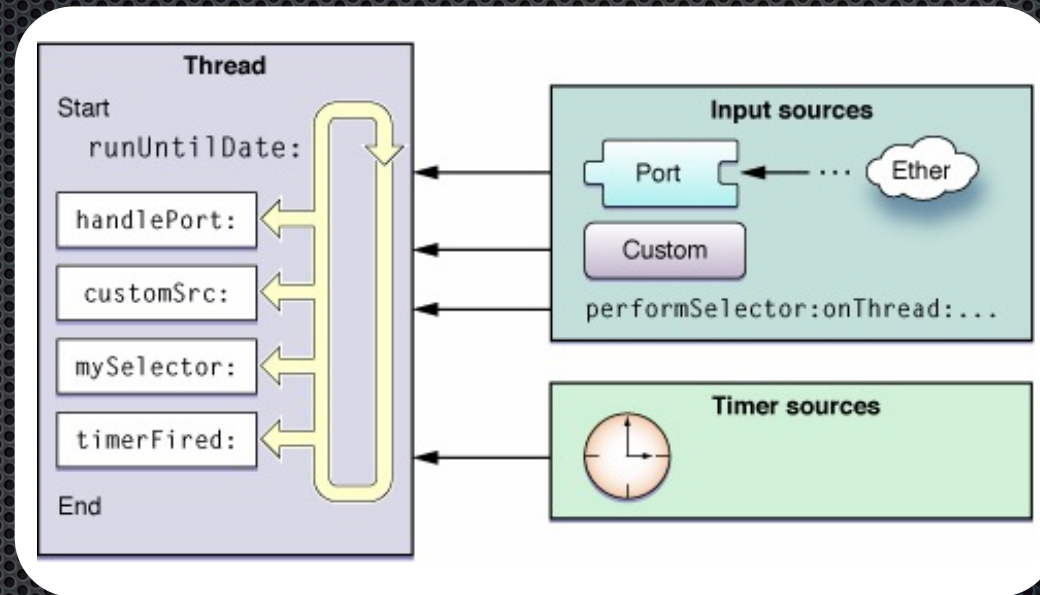 Thread
Start
runUntilDate:
handlePort:
customSrc:
mySelector:
timerFired:
End
Input sources
Port
...
Ether
Custom
performSelector:onThread:...
Timer sources